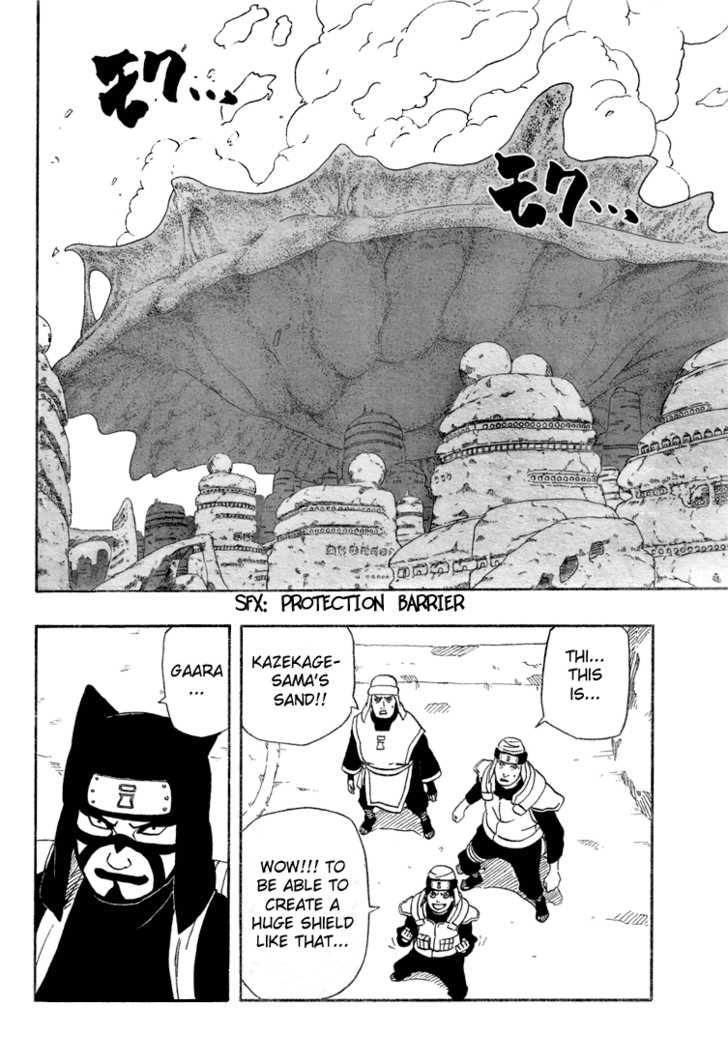 モク…
モク…
SFX: PROTECTION BARRIER
THI...
THIS
IS...
KAZEKAGE-
SAMA'S
SAND!!
WOW!!! TO
BE ABLE TO
CREATE A
HUGE SHIELD
LIKE THAT...
GAARA
...